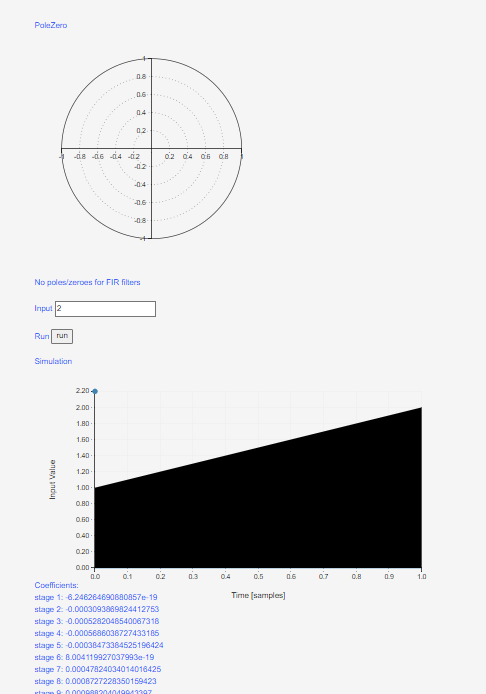 PoleZero
1
0.8
0.6
0.4
0.2
-1 -0.8 -0.6 -0.4 -0.2 0.2 0.4 0.6 0.8 1
-0.2
-0.4
-0.6
-0.8
-1
No poles/zeroes for FIR filters
Input 2
Run run
Simulation
2.20
2.00
1.80
1.60
1.40
1.20
1.00
0.80
0.60
0.40
0.20
0.00
Input Value
0.0 0.1 0.2 0.3 0.4 0.5 0.6 0.7 0.8 0.9 1.0
Time [samples]
Coefficients:
stage 1: -6.246264690880857e-19
stage 2: -0.0003093869824412753
stage 3: -0.0005282048540067318
stage 4: -0.0005686038727433185
stage 5: -0.00038473384525196424
stage 6: 8.004119927037993e-19
stage 7: 0.00047824034014016425
stage 8: 0.0008727228350159423
stage 9: 0.000988204049943397